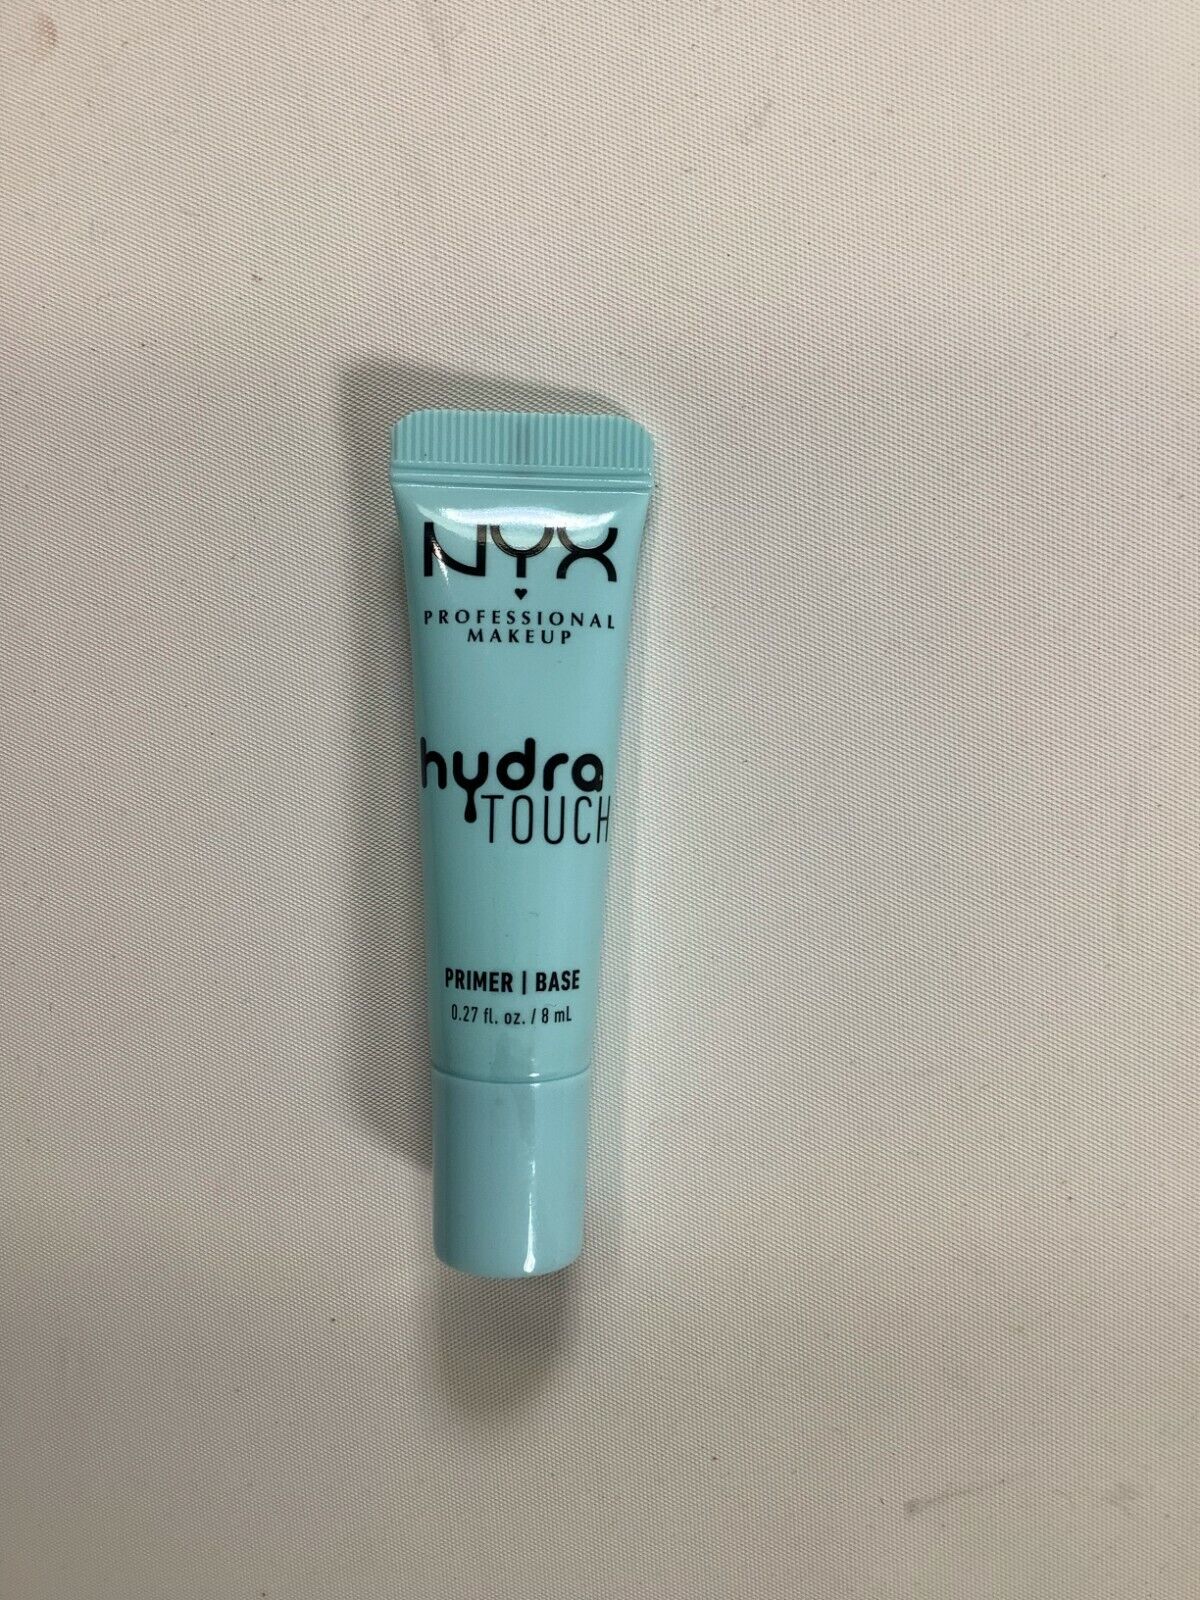 NYX
PROFESSIONAL
MAKEUP
hydra
TOUCH
PRIMER | BASE
0.27 fl. oz. / 8 mL